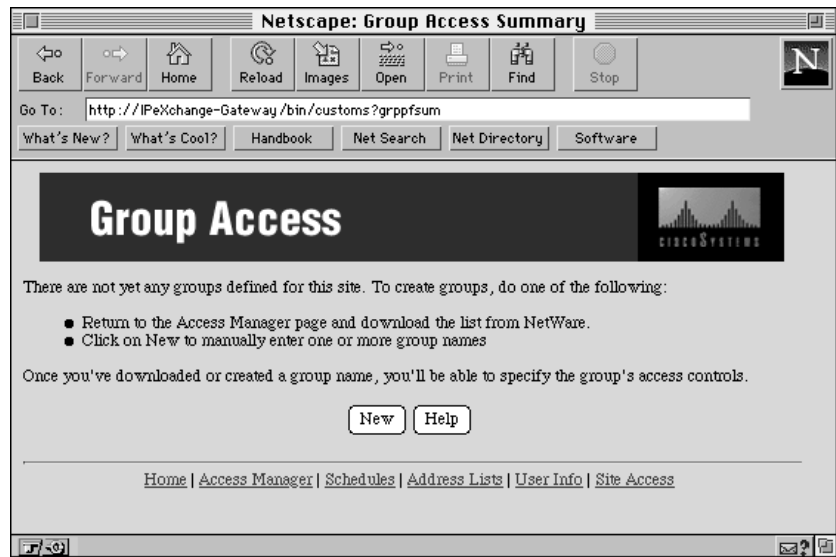 Netscape: Group Access Summary
Back Forward Home Reload Images Open Print Find Stop
N
Go To: http://IPeXchange-Gateway/bin/customs?grppfsum
What's New? What's Cool? Handbook Net Search Net Directory Software
Group Access
CISCO SYSTEMS
There are not yet any groups defined for this site. To create groups, do one of the following:
● Return to the Access Manager page and download the list from NetWare.
● Click on New to manually enter one or more group names
Once you've downloaded or created a group name, you'll be able to specify the group's access controls.
New Help
Home | Access Manager | Schedules | Address Lists | User Info | Site Access